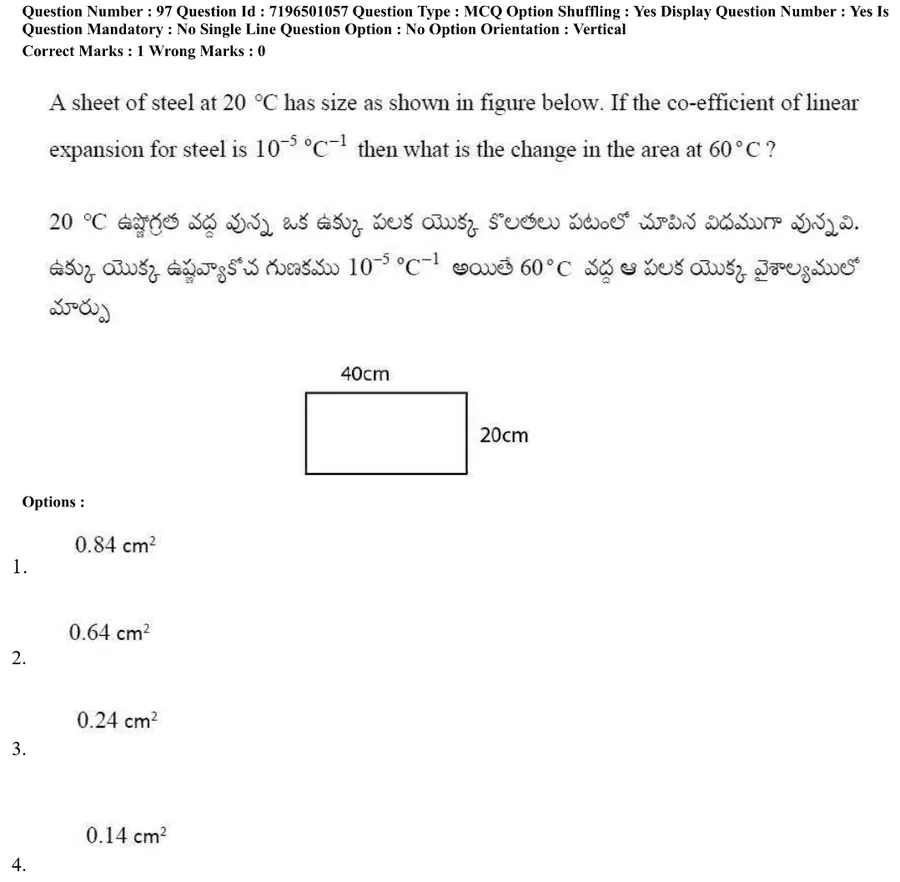 Question Number : 97 Question Id : 7196501057 Question Type : MCQ Option Shuffling : Yes Display Question Number : Yes Is
Question Mandatory : No Single Line Question Option : No Option Orientation : Vertical
Correct Marks : 1 Wrong Marks : 0
A sheet of steel at 20 °C has size as shown in figure below. If the co-efficient of linear
expansion for steel is 10⁻⁵ °C⁻¹ then what is the change in the area at 60°C ?
20 °C ఉష్ణోగ్రత వద్ద వున్న ఒక ఉక్కు పలక యొక్క కొలతలు పటంలో చూపిన విధముగా వున్నవి.
ఉక్కు యొక్క ఉష్ణవ్యాకోచ గుణకము 10⁻⁵ °C⁻¹ అయితే 60°C వద్ద ఆ పలక యొక్క వైశాల్యములో
మార్పు
40cm
20cm
Options :
0.84 cm²
1.
0.64 cm²
2.
0.24 cm²
3.
0.14 cm²
4.